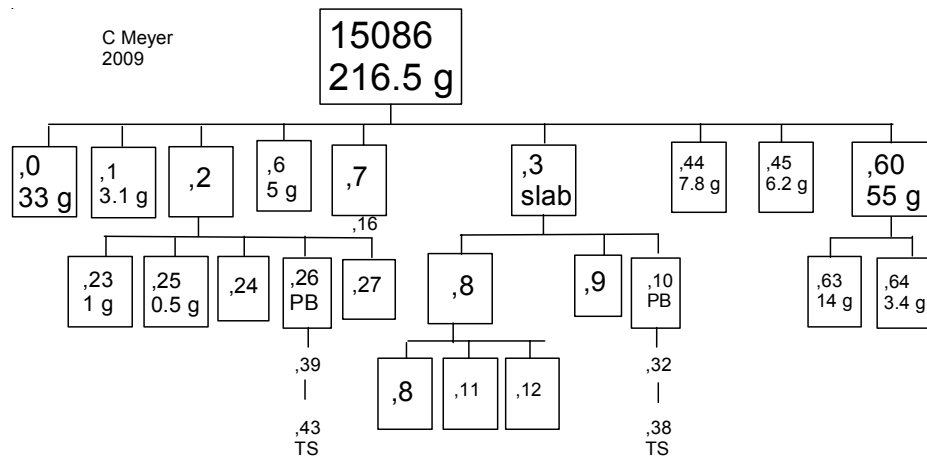 C Meyer
2009
15086
216.5 g
,0
33 g
,1
3.1 g
,2
,6
5 g
,7
,16
,3
slab
,44
7.8 g
,45
6.2 g
,60
55 g
,23
1 g
,25
0.5 g
,24
,26
PB
,27
,8
,9
,10
PB
,63
14 g
,64
3.4 g
,39
,43
TS
,8
,11
,12
,32
,38
TS